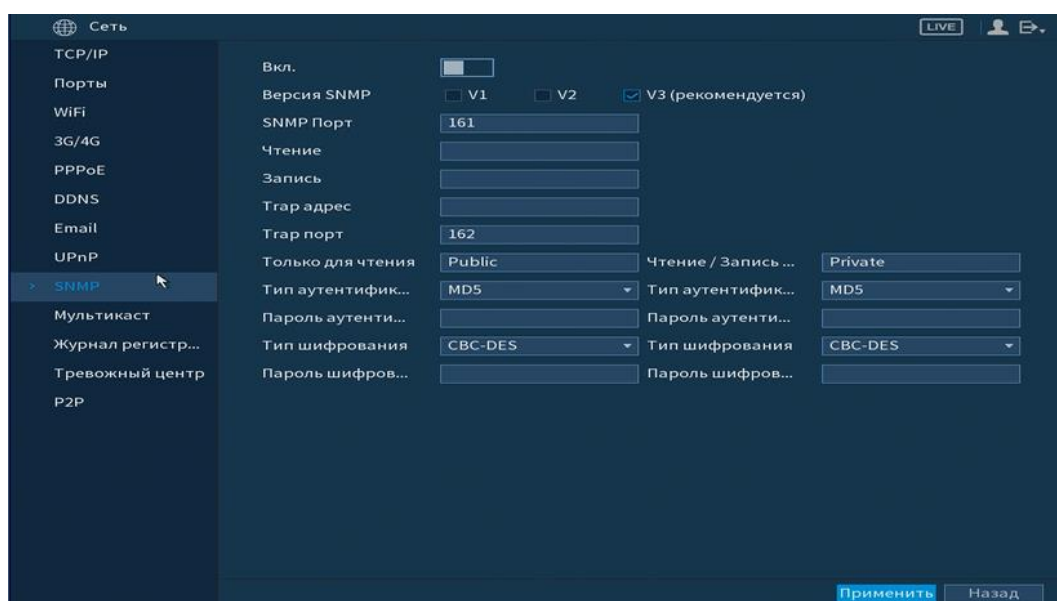 Сеть LIVE
TCP/IP
Порты
WiFi
3G/4G
PPPoE
DDNS
Email
UPnP
SNMP
Мультикаст
Журнал регистр...
Тревожный центр
P2P
Вкл.
Версия SNMP V1 V2 V3 (рекомендуется)
SNMP Порт 161
Чтение
Запись
Trap адрес
Trap порт 162
Только для чтения Public Чтение / Запись ... Private
Тип аутентифик... MD5 Тип аутентифик... MD5
Пароль аутенти... Пароль аутенти...
Тип шифрования CBC-DES Тип шифрования CBC-DES
Пароль шифров... Пароль шифров...
Применить Назад